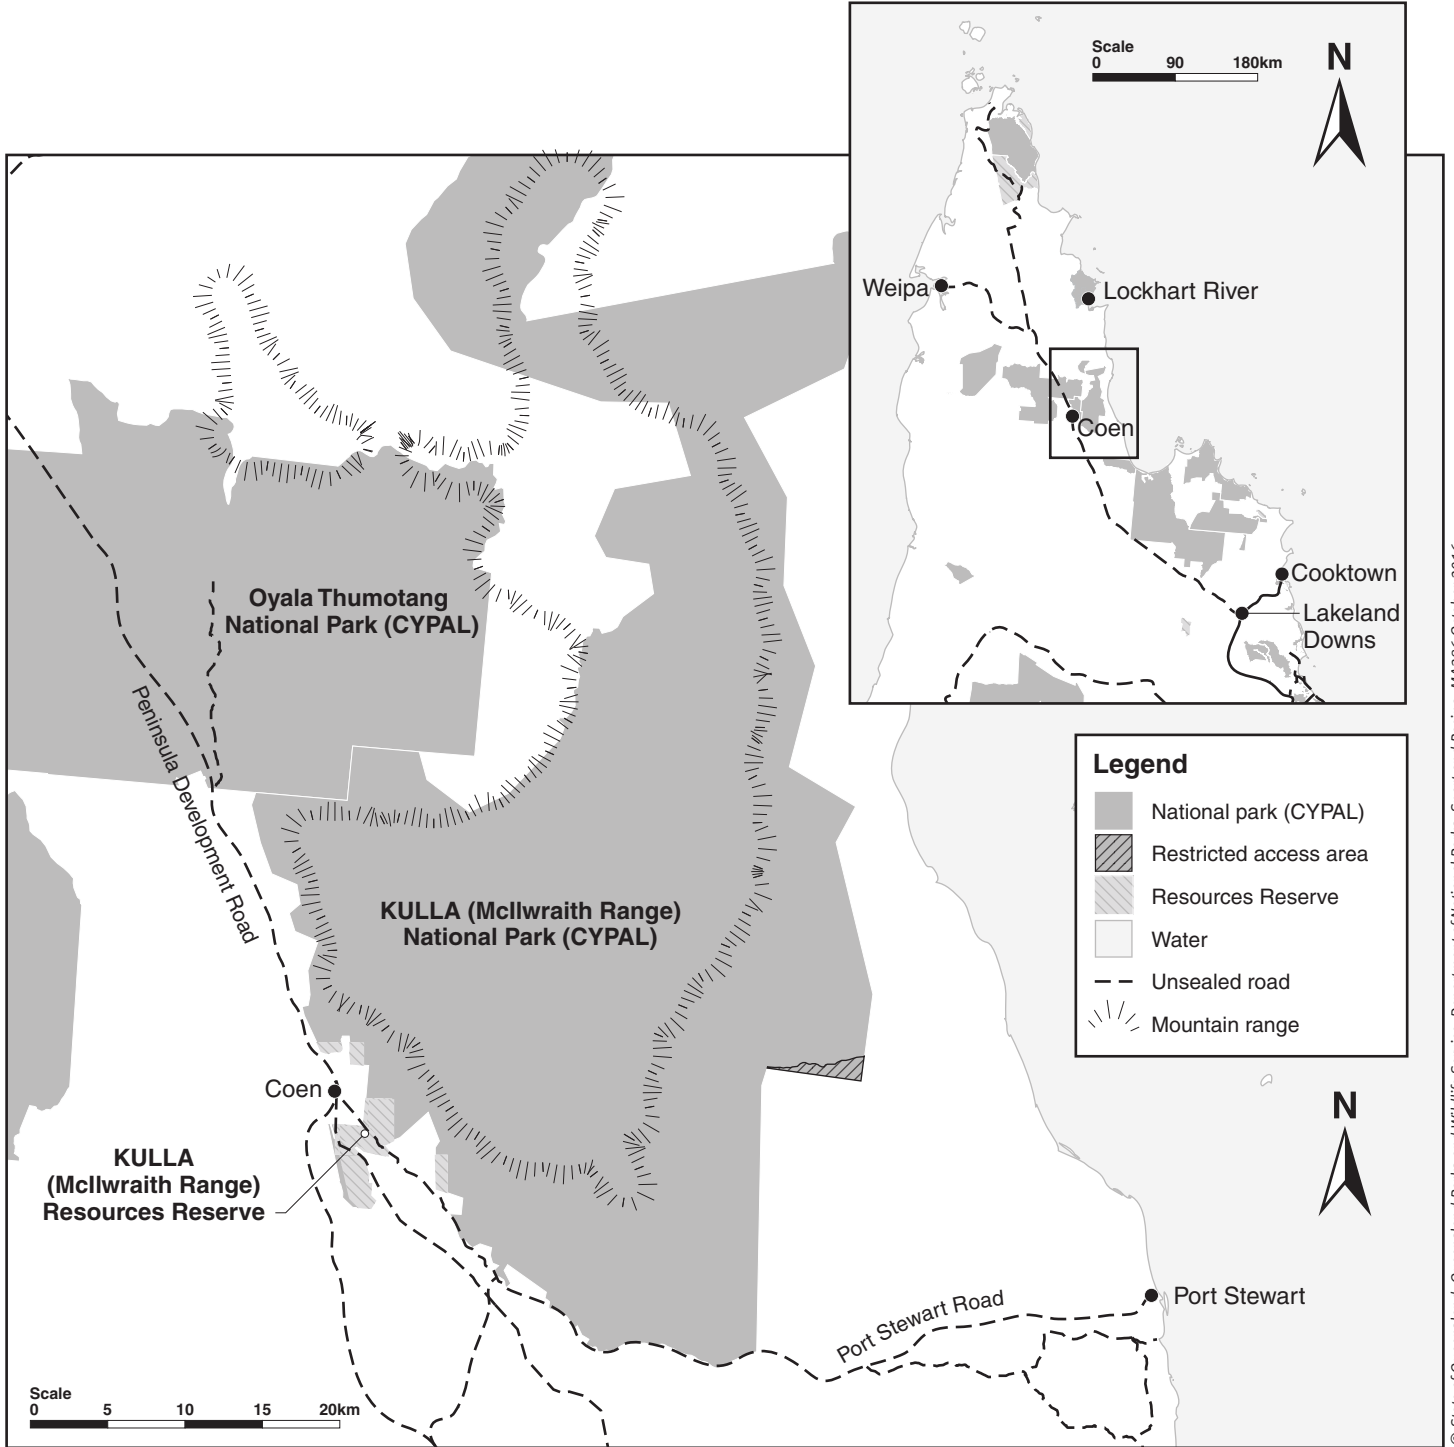 Scale
0 90 180km
N
Weipa
Lockhart River
Coen
Cooktown
Lakeland
Downs
Oyala Thumotang
National Park (CYPAL)
Peninsula Development Road
KULLA (McIlwraith Range)
National Park (CYPAL)
Legend
National park (CYPAL)
Restricted access area
Resources Reserve
Water
Unsealed road
Mountain range
Coen
KULLA
(McIlwraith Range)
Resources Reserve
N
Port Stewart
Port Stewart Road
Scale
0 5 10 15 20km